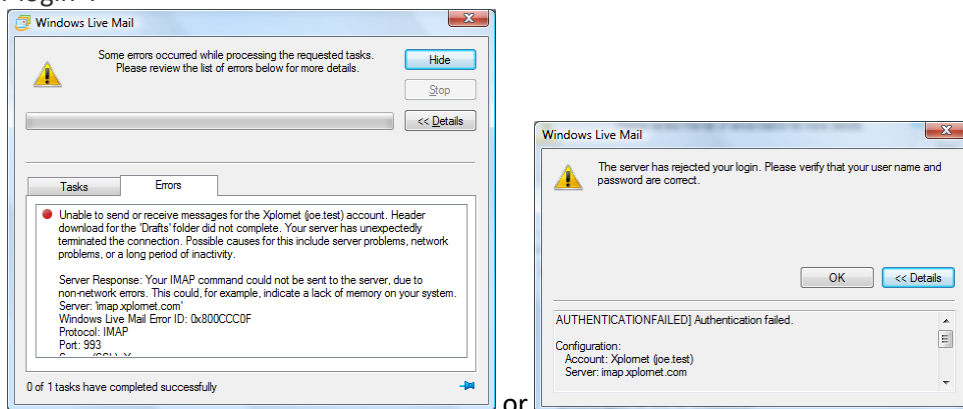 Windows Live Mail
Some errors occurred while processing the requested tasks.
Please review the list of errors below for more details.
Hide
Stop
<< Details
Tasks
Errors
Unable to send or receive messages for the Xplornet (joe.test) account. Header
download for the 'Drafts' folder did not complete. Your server has unexpectedly
terminated the connection. Possible causes for this include server problems, network
problems, or a long period of inactivity.
Server Response: Your IMAP command could not be sent to the server, due to
non-network errors. This could, for example, indicate a lack of memory on your system.
Server: 'imap.xplornet.com'
Windows Live Mail Error ID: 0x800CCC0F
Protocol: IMAP
Port: 993
0 of 1 tasks have completed successfully
or
Windows Live Mail
The server has rejected your login. Please verify that your user name and
password are correct.
OK
<< Details
AUTHENTICATIONFAILED] Authentication failed.
Configuration:
Account: Xplornet (joe.test)
Server: imap.xplornet.com